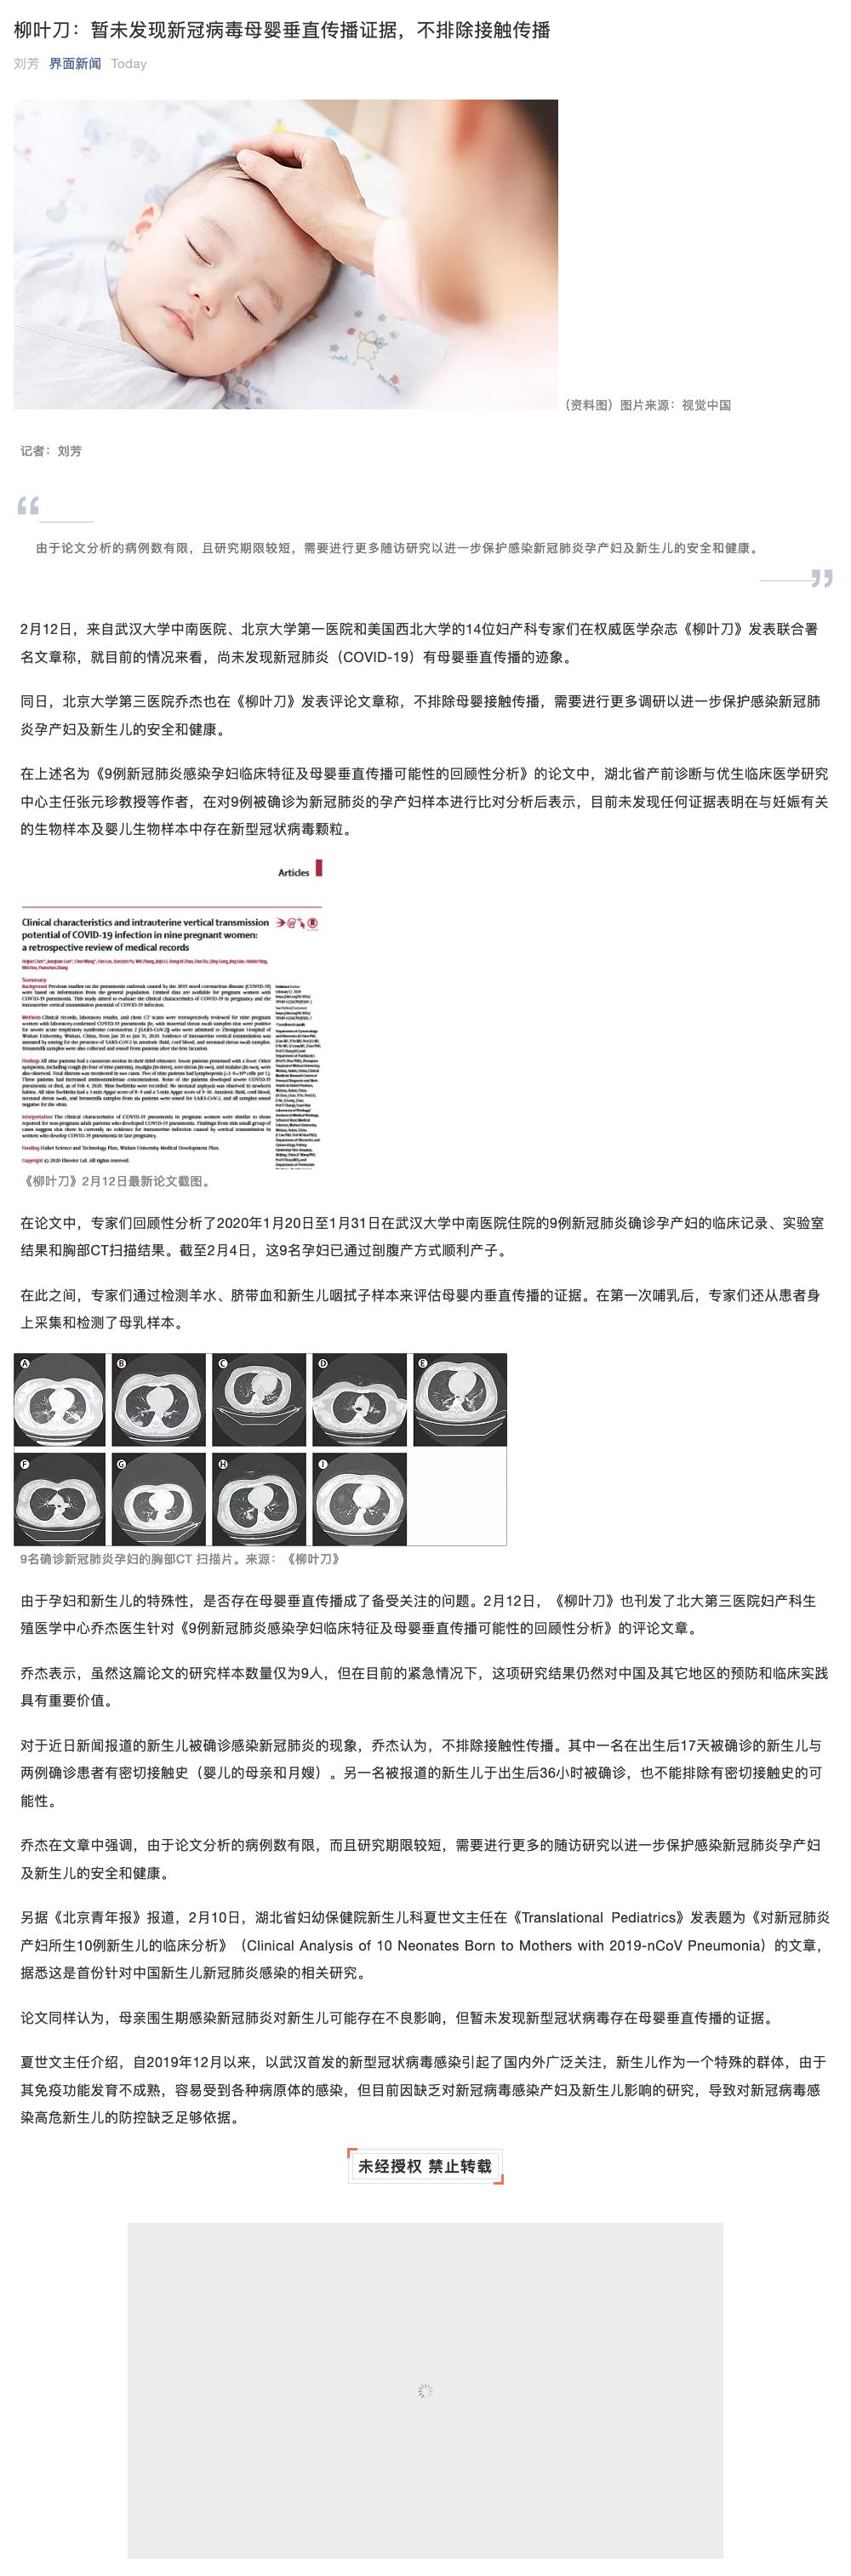 柳叶刀：暂未发现新冠病毒母婴垂直传播证据，不排除接触传播
刘芳 界面新闻 Today
（资料图）图片来源：视觉中国
记者：刘芳
由于论文分析的病例数有限，且研究期限较短，需要进行更多随访研究以进一步保护感染新冠肺炎孕产妇及新生儿的安全和健康。
2月12日，来自武汉大学中南医院、北京大学第一医院和美国西北大学的14位妇产科专家们在权威医学杂志《柳叶刀》发表联合署
名文章称，就目前的情况来看，尚未发现新冠肺炎（COVID-19）有母婴垂直传播的迹象。
同日，北京大学第三医院乔杰也在《柳叶刀》发表评论文章称，不排除母婴接触传播，需要进行更多调研以进一步保护感染新冠肺
炎孕产妇及新生儿的安全和健康。
在上述名为《9例新冠肺炎感染孕妇临床特征及母婴垂直传播可能性的回顾性分析》的论文中，湖北省产前诊断与优生临床医学研究
中心主任张元珍教授等作者，在对9例被确诊为新冠肺炎的孕产妇样本进行比对分析后表示，目前未发现任何证据表明在与妊娠有关
的生物样本及婴儿生物样本中存在新型冠状病毒颗粒。
Articles
Clinical characteristics and intrauterine vertical transmission
potential of COVID-19 infection in nine pregnant women:
a retrospective review of medical records
Summary
《柳叶刀》2月12日最新论文截图。
在论文中，专家们回顾性分析了2020年1月20日至1月31日在武汉大学中南医院住院的9例新冠肺炎确诊孕产妇的临床记录、实验室
结果和胸部CT扫描结果。截至2月4日，这9名孕妇已通过剖腹产方式顺利产子。
在此之间，专家们通过检测羊水、脐带血和新生儿咽拭子样本来评估母婴内垂直传播的证据。在第一次哺乳后，专家们还从患者身
上采集和检测了母乳样本。
A B C D E
F G H I
9名确诊新冠肺炎孕妇的胸部CT 扫描片。来源：《柳叶刀》
由于孕妇和新生儿的特殊性，是否存在母婴垂直传播成了备受关注的问题。2月12日，《柳叶刀》也刊发了北大第三医院妇产科生
殖医学中心乔杰医生针对《9例新冠肺炎感染孕妇临床特征及母婴垂直传播可能性的回顾性分析》的评论文章。
乔杰表示，虽然这篇论文的研究样本数量仅为9人，但在目前的紧急情况下，这项研究结果仍然对中国及其它地区的预防和临床实践
具有重要价值。
对于近日新闻报道的新生儿被确诊感染新冠肺炎的现象，乔杰认为，不排除接触性传播。其中一名在出生后17天被确诊的新生儿与
两例确诊患者有密切接触史（婴儿的母亲和月嫂）。另一名被报道的新生儿于出生后36小时被确诊，也不能排除有密切接触史的可
能性。
乔杰在文章中强调，由于论文分析的病例数有限，而且研究期限较短，需要进行更多的随访研究以进一步保护感染新冠肺炎孕产妇
及新生儿的安全和健康。
另据《北京青年报》报道，2月10日，湖北省妇幼保健院新生儿科夏世文主任在《Translational Pediatrics》发表题为《对新冠肺炎
产妇所生10例新生儿的临床分析》（Clinical Analysis of 10 Neonates Born to Mothers with 2019-nCoV Pneumonia）的文章，
据悉这是首份针对中国新生儿新冠肺炎感染的相关研究。
论文同样认为，母亲围生期感染新冠肺炎对新生儿可能存在不良影响，但暂未发现新型冠状病毒存在母婴垂直传播的证据。
夏世文主任介绍，自2019年12月以来，以武汉首发的新型冠状病毒感染引起了国内外广泛关注，新生儿作为一个特殊的群体，由于
其免疫功能发育不成熟，容易受到各种病原体的感染，但目前因缺乏对新冠病毒感染产妇及新生儿影响的研究，导致对新冠病毒感
染高危新生儿的防控缺乏足够依据。
未经授权 禁止转载